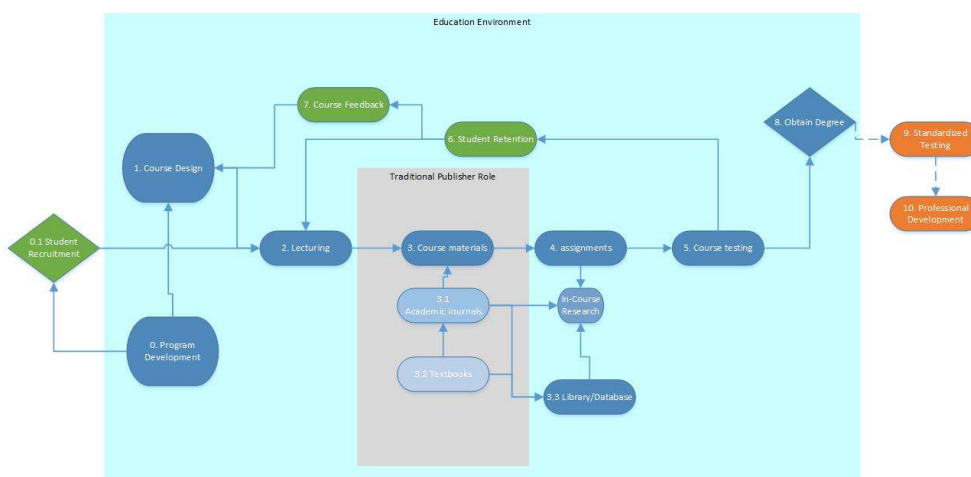 Education Environment
7. Course Feedback
8. Obtain Degree
6. Student Retention
9. Standardized
Testing
1. Course Design
Traditional Publisher Role
10. Professional
Development
0.1 Student
Recruitment
2. Lecturing
3. Course materials
4. assignments
5. Course testing
3.1
Academic Journals
In-Course
Research
0. Program
Development
3.2 Textbooks
3.3 Library/Database